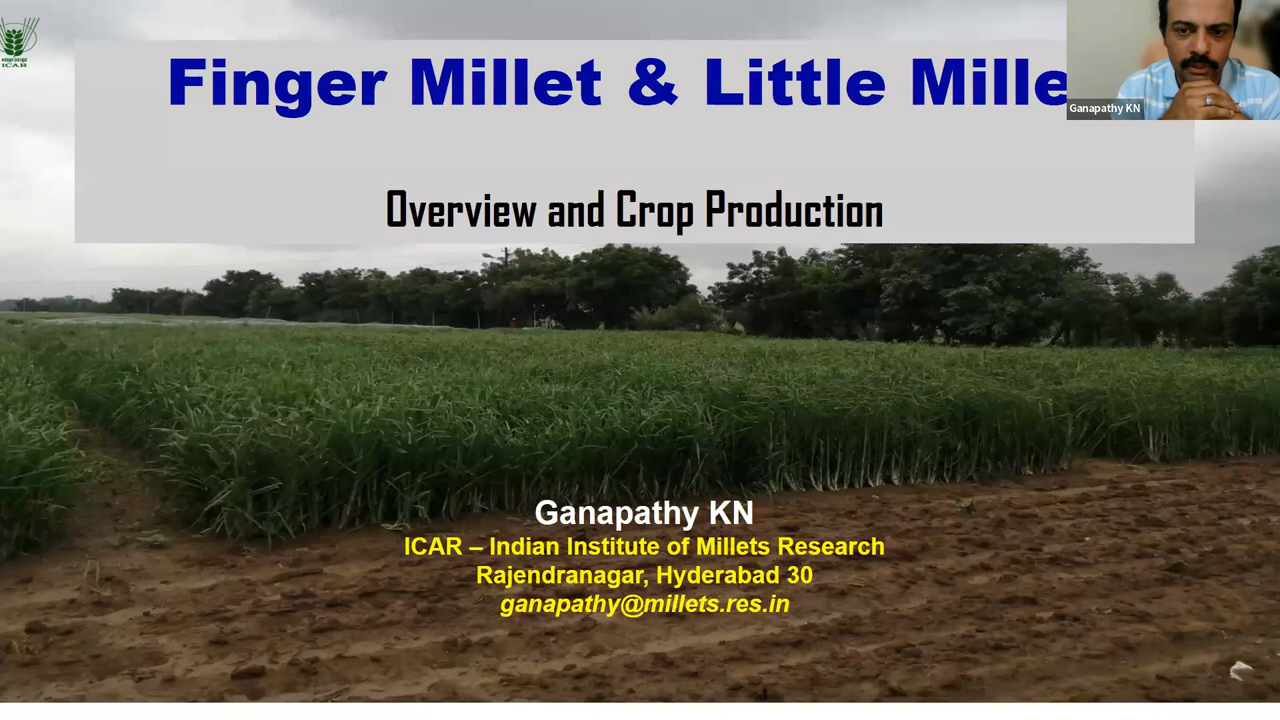 ICAR
Finger Millet & Little Mille
Ganapathy KN
Overview and Crop Production
Ganapathy KN
ICAR – Indian Institute of Millets Research
Rajendranagar, Hyderabad 30
ganapathy@millets.res.in